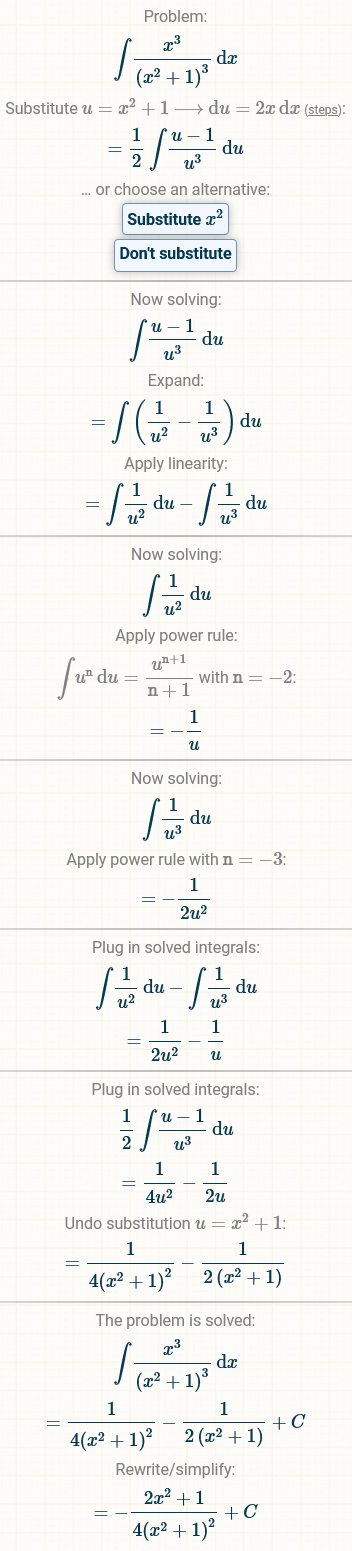 Problem:
∫ x³/(x² + 1)³ dx
Substitute u = x² + 1 ⟶ du = 2x dx (steps):
= 1/2 ∫ (u − 1)/u³ du
… or choose an alternative:
Substitute x²
Don't substitute
Now solving:
∫ (u − 1)/u³ du
Expand:
= ∫ (1/u² − 1/u³) du
Apply linearity:
= ∫ 1/u² du − ∫ 1/u³ du
Now solving:
∫ 1/u² du
Apply power rule:
∫ uⁿ du = uⁿ⁺¹/(n + 1) with n = −2:
= −1/u
Now solving:
∫ 1/u³ du
Apply power rule with n = −3:
= −1/(2u²)
Plug in solved integrals:
∫ 1/u² du − ∫ 1/u³ du
= 1/(2u²) − 1/u
Plug in solved integrals:
1/2 ∫ (u − 1)/u³ du
= 1/(4u²) − 1/(2u)
Undo substitution u = x² + 1:
= 1/(4(x² + 1)²) − 1/(2(x² + 1))
The problem is solved:
∫ x³/(x² + 1)³ dx
= 1/(4(x² + 1)²) − 1/(2(x² + 1)) + C
Rewrite/simplify:
= −(2x² + 1)/(4(x² + 1)²) + C